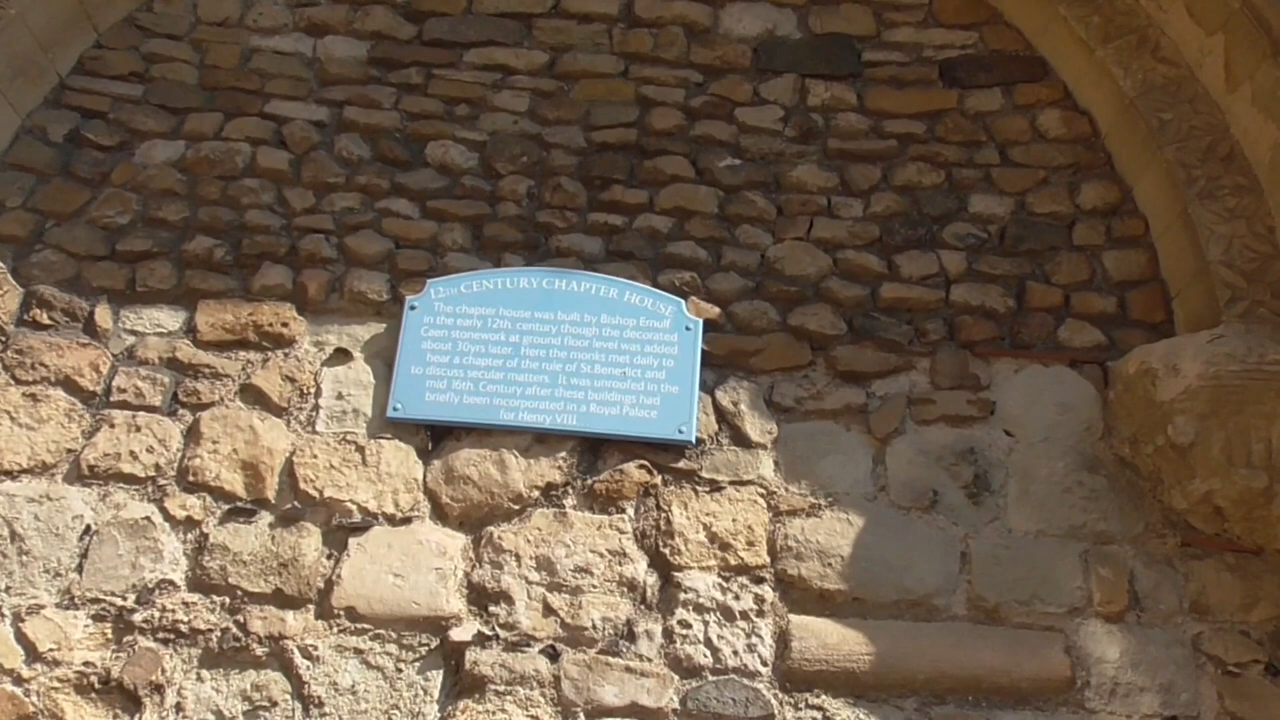 12TH CENTURY CHAPTER HOUSE
The chapter house was built by Bishop Ernulf
in the early 12th. century though the decorated
Caen stonework at ground floor level was added
about 30yrs later. Here the monks met daily to
hear a chapter of the rule of St.Benedict and
to discuss secular matters. It was unroofed in the
mid 16th. Century after these buildings had
briefly been incorporated in a Royal Palace
for Henry VIII.